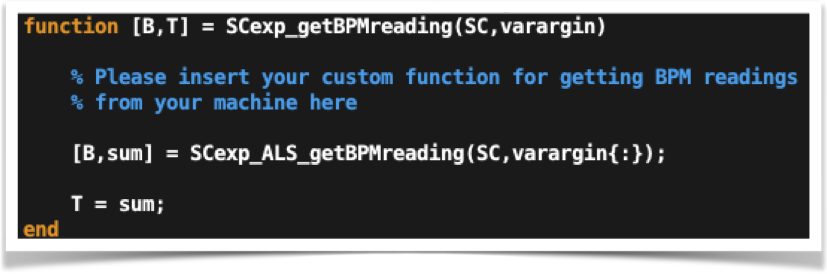 function [B,T] = SCexp_getBPMreading(SC,varargin)
% Please insert your custom function for getting BPM readings
% from your machine here
[B,sum] = SCexp_ALS_getBPMreading(SC,varargin{:});
T = sum;
end